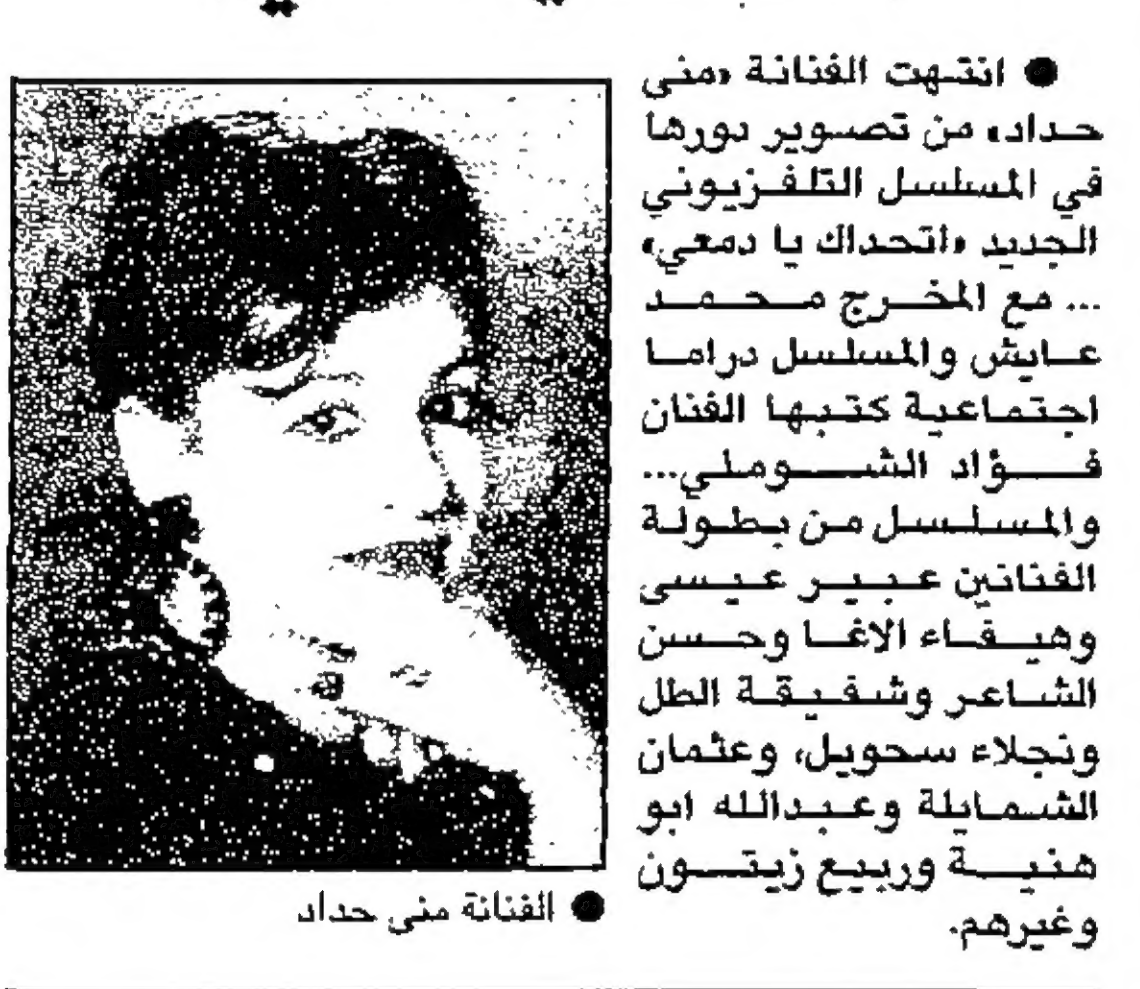 ● انتهت الفنانة «منى
حداد» من تصوير دورها
في المسلسل التلفزيوني
الجديد «اتحداك يا دمعي»
... مع المخرج محمد
عايش والمسلسل دراما
اجتماعية كتبها الفنان
فؤاد الشوملي...
والمسلسل من بطولة
الفنانين عبير عيسى
وهيفاء الاغا وحسن
الشاعر وشفيقة الطل
ونجلاء سحويل، وعثمان
الشمايلة وعبدالله ابو
هنية وربيع زيتون
وغيرهم.
● الفنانة منى حداد